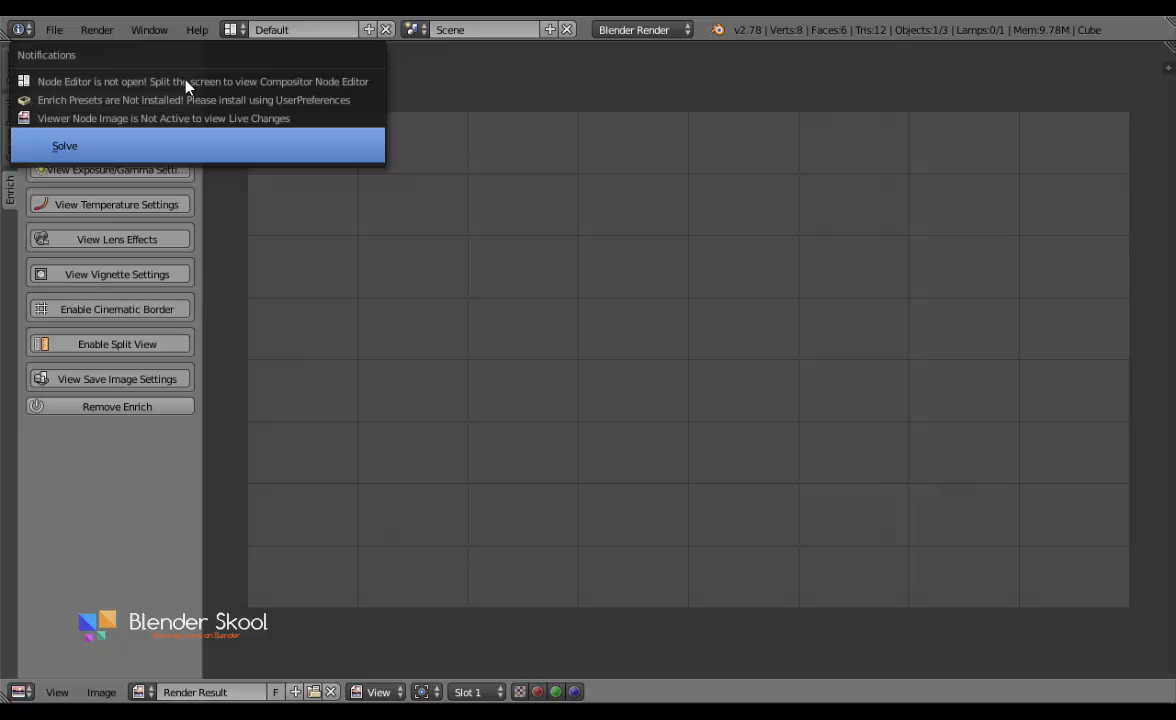 File Render Window Help Default Scene Blender Render v2.78 | Verts:8 | Faces:6 | Tris:12 | Objects:1/3 | Lamps:0/1 | Mem:9.78M | Cube
Notifications
Node Editor is not open! Split the screen to view Compositor Node Editor
Enrich Presets are Not Installed! Please install using UserPreferences
Viewer Node Image is Not Active to view Live Changes
Solve
View Exposure/Gamma Setti...
Enrich
View Temperature Settings
View Lens Effects
View Vignette Settings
Enable Cinematic Border
Enable Split View
View Save Image Settings
Remove Enrich
Blender Skool
View Image Render Result F View Slot 1